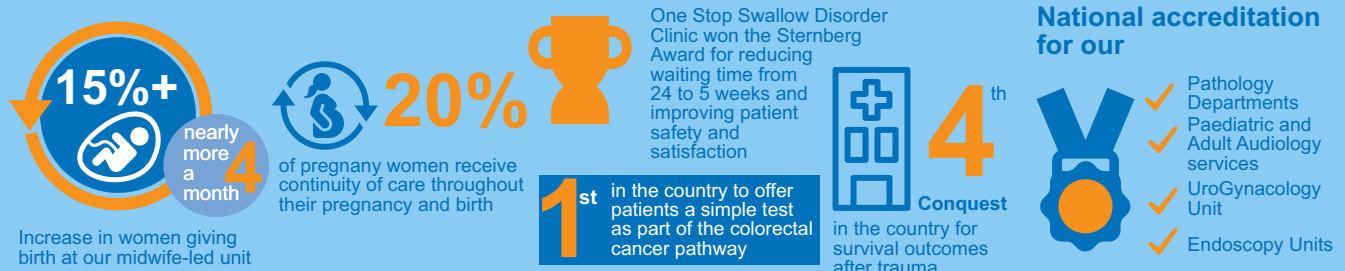 15%+
nearly
more 4
a
month
Increase in women giving
birth at our midwife-led unit
20%
of pregnany women receive
continuity of care throughout
their pregnancy and birth
One Stop Swallow Disorder
Clinic won the Sternberg
Award for reducing
waiting time from
24 to 5 weeks and
improving patient
safety and
satisfaction
1st
in the country to offer
patients a simple test
as part of the colorectal
cancer pathway
4th
Conquest
in the country for
survival outcomes
after trauma
National accreditation
for our
Pathology
Departments
Paediatric and
Adult Audiology
services
UroGynacology
Unit
Endoscopy Units